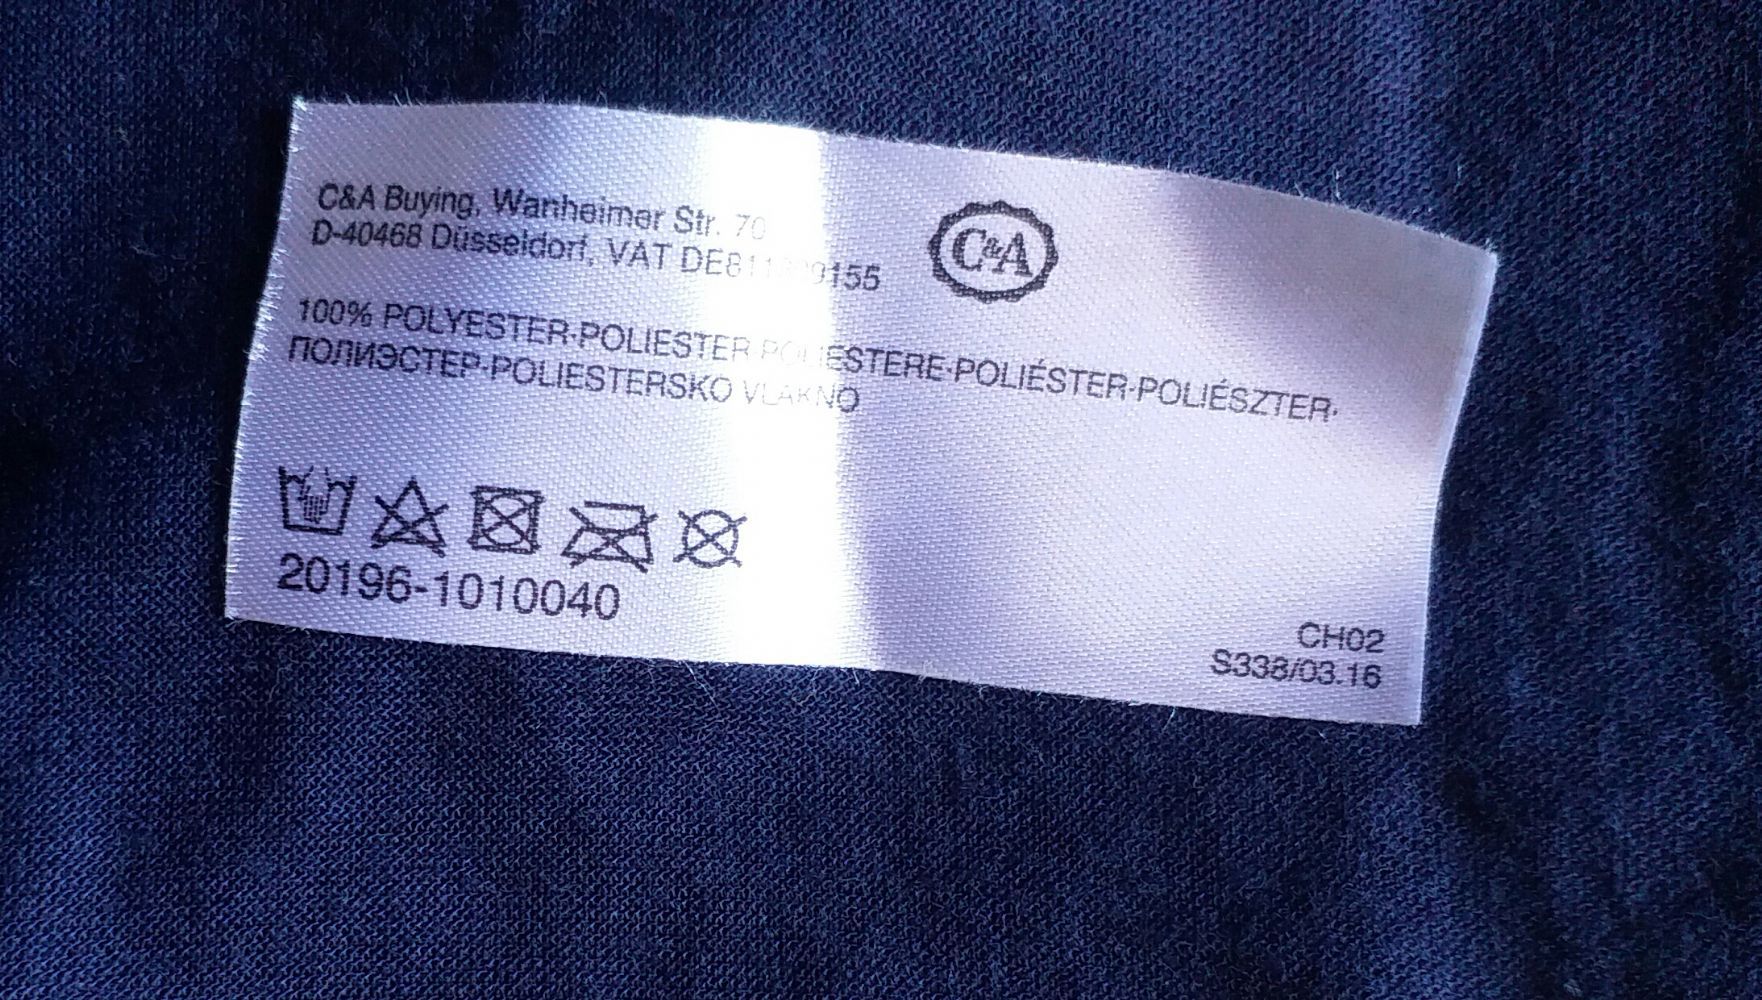 C&A Buying, Wanheimer Str. 70
D-40468 Düsseldorf, VAT
C&A
100% POLYESTER·POLIESTER·POLIESTERE·POLIÉSTER·POLIÉSZTER·
ПОЛИЭСТЕР·POLIESTERSKO VLAKNO
20196-1010040
CH02
S338/03.16